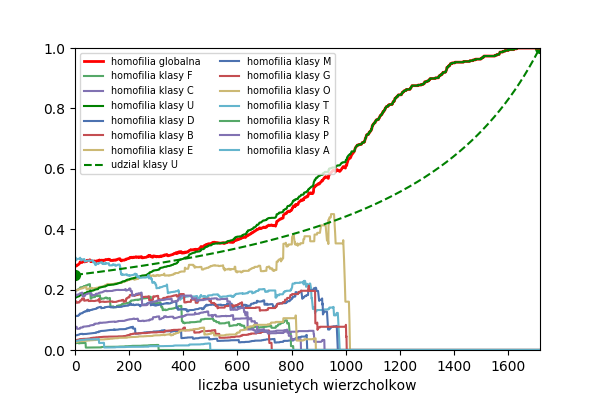 1.0
0.8
0.6
0.4
0.2
0.0
homofilia globalna
homofilia klasy F
homofilia klasy C
homofilia klasy U
homofilia klasy D
homofilia klasy B
homofilia klasy E
udzial klasy U
homofilia klasy M
homofilia klasy G
homofilia klasy O
homofilia klasy T
homofilia klasy R
homofilia klasy P
homofilia klasy A
0 200 400 600 800 1000 1200 1400 1600
liczba usunietych wierzcholkow